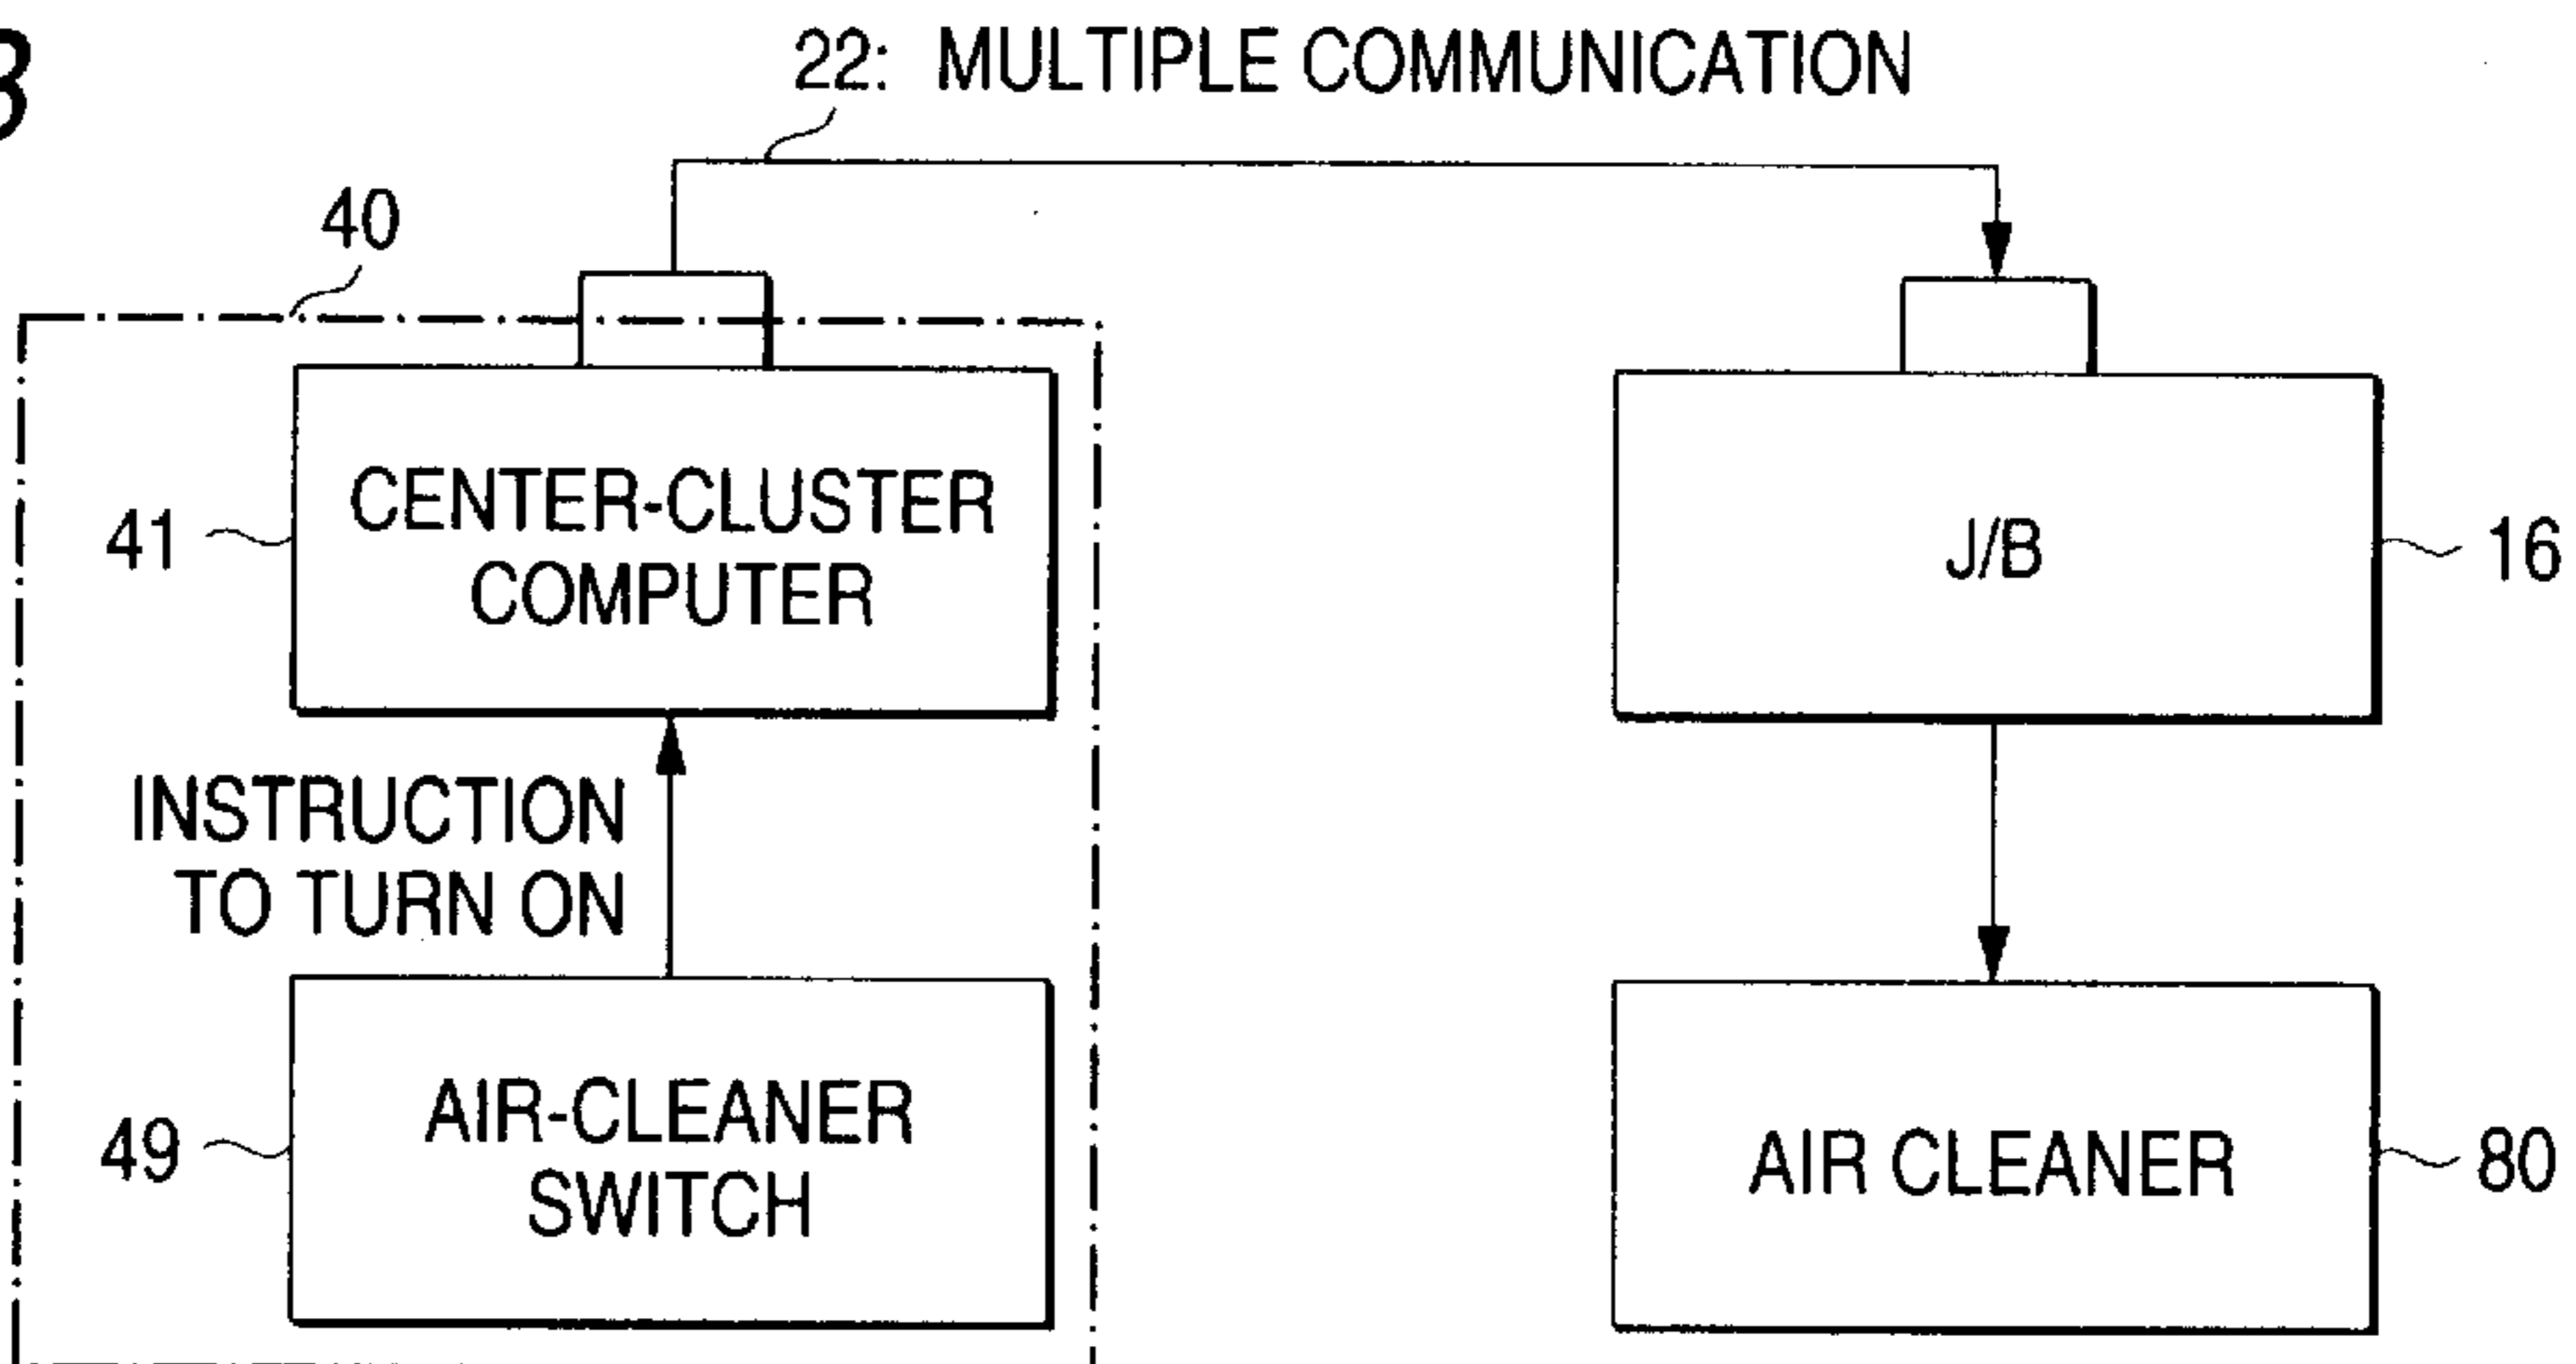 22: MULTIPLE COMMUNICATION
40
CENTER-CLUSTER
COMPUTER
41
J/B
16
INSTRUCTION
TO TURN ON
AIR-CLEANER
SWITCH
49
AIR CLEANER
80